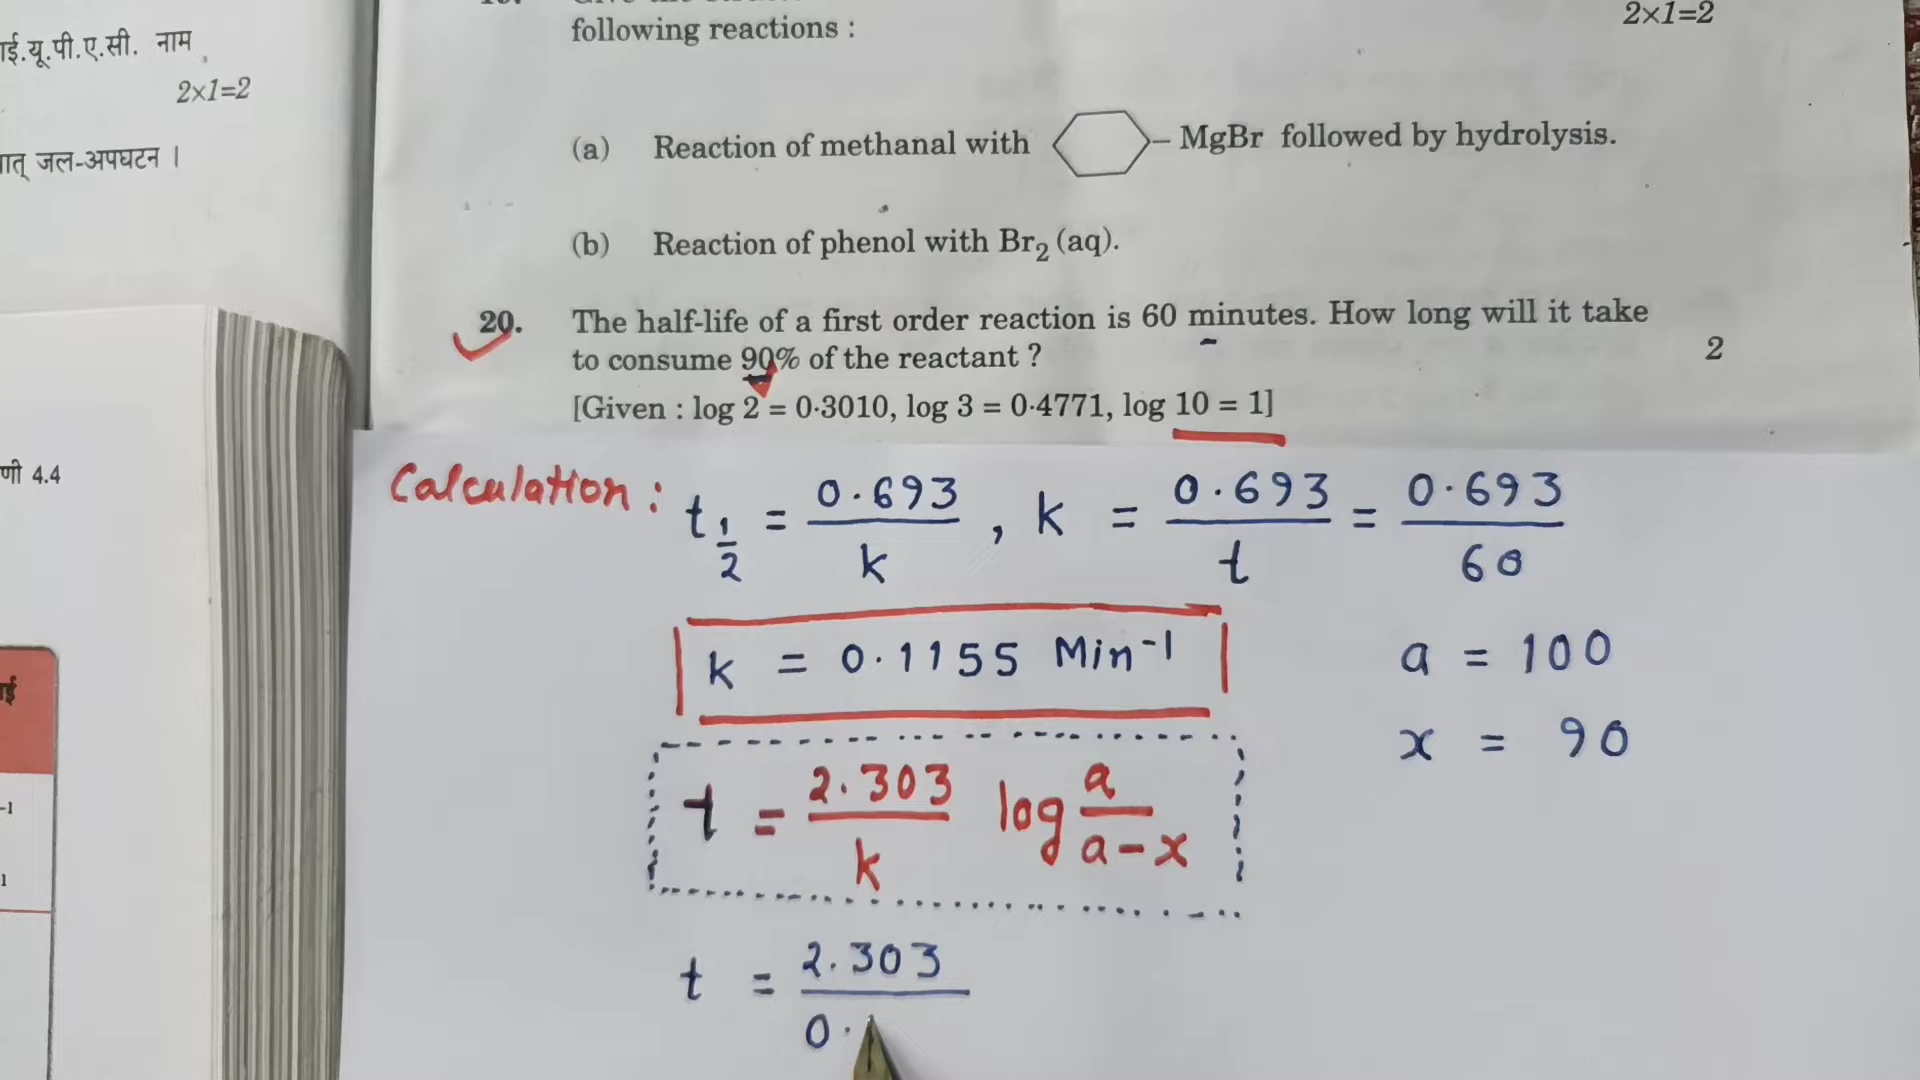 ाई.यू.पी.ए.सी. नाम
2×1=2
जल-अपघटन ।
णी 4.4
-1
1
following reactions :
2×1=2
(a) Reaction of methanal with – MgBr followed by hydrolysis.
(b) Reaction of phenol with Br₂ (aq).
20. The half-life of a first order reaction is 60 minutes. How long will it take
to consume 90% of the reactant ?
2
[Given : log 2 = 0·3010, log 3 = 0·4771, log 10 = 1]
Calculation : t 1/2 = 0.693/k , k = 0.693/t = 0.693/60
k = 0.1155 Min⁻¹
a = 100
x = 90
t = 2.303/k log a/a-x
t = 2.303/0.